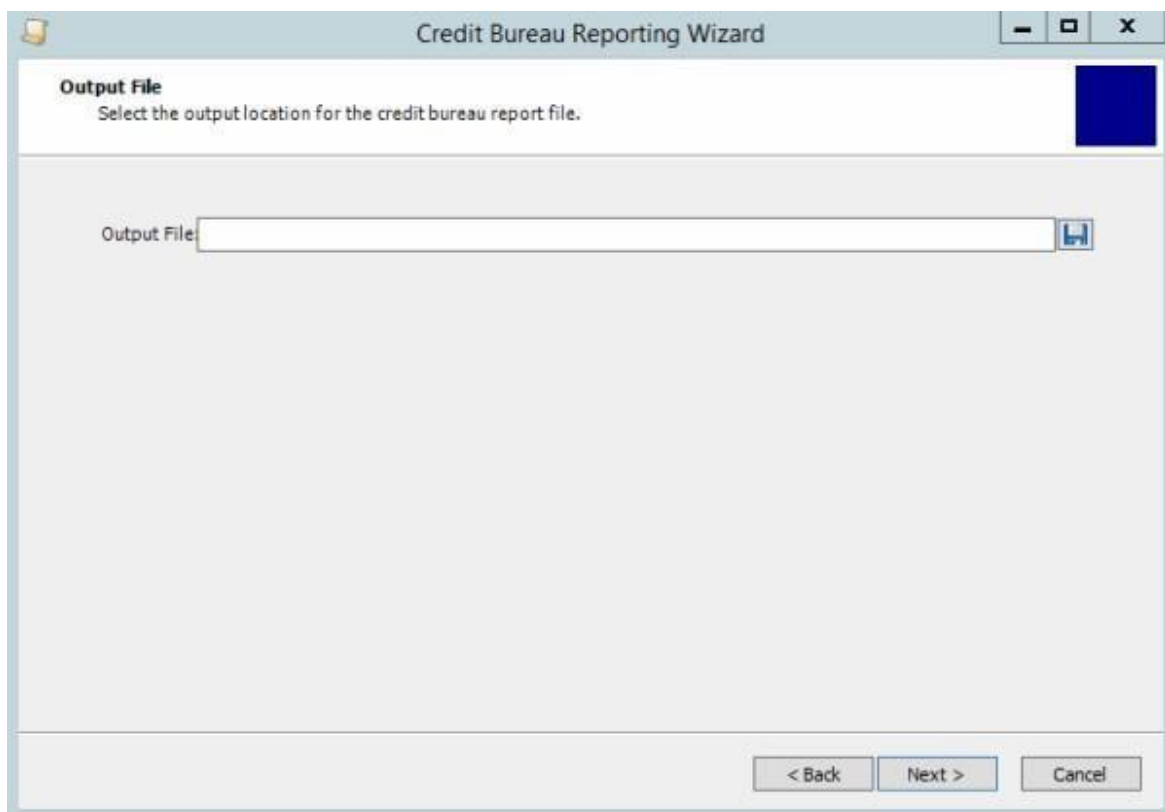 Credit Bureau Reporting Wizard
Output File
Select the output location for the credit bureau report file.
Output File:
< Back
Next >
Cancel